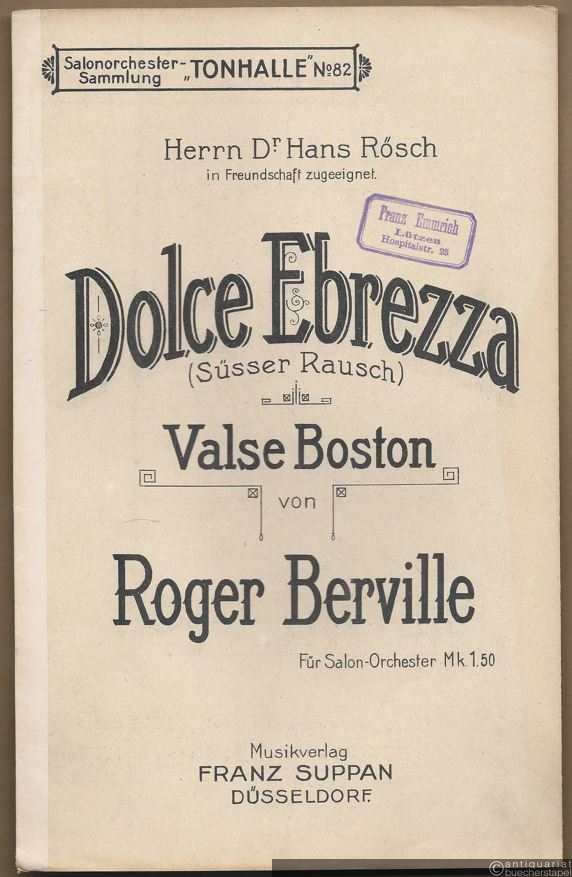 Salonorchester-
Sammlung „TONHALLE" No 82
Herrn Dr Hans Rösch
in Freundschaft zugeeignet.
Franz Emmrich
Lützen
Hospitalstr. 25
Dolce Ebrezza
(Süsser Rausch)
Valse Boston
von
Roger Berville
Für Salon-Orchester Mk. 1.50
Musikverlag
FRANZ SUPPAN
DÜSSELDORF.
©antiquariat
buecherstapel